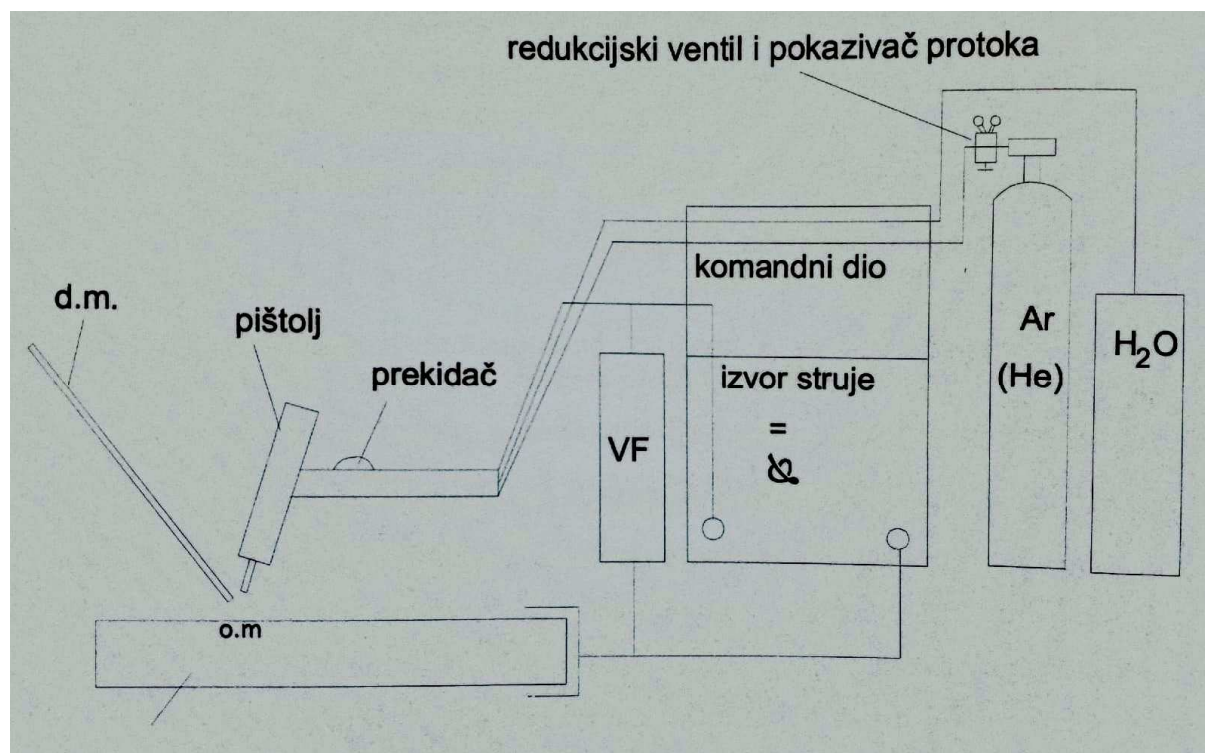 redukcijski ventil i pokazivač protoka
komandni dio
d.m.
pištolj
prekidač
izvor struje
=
VF
Ar
(He)
H₂O
o.m